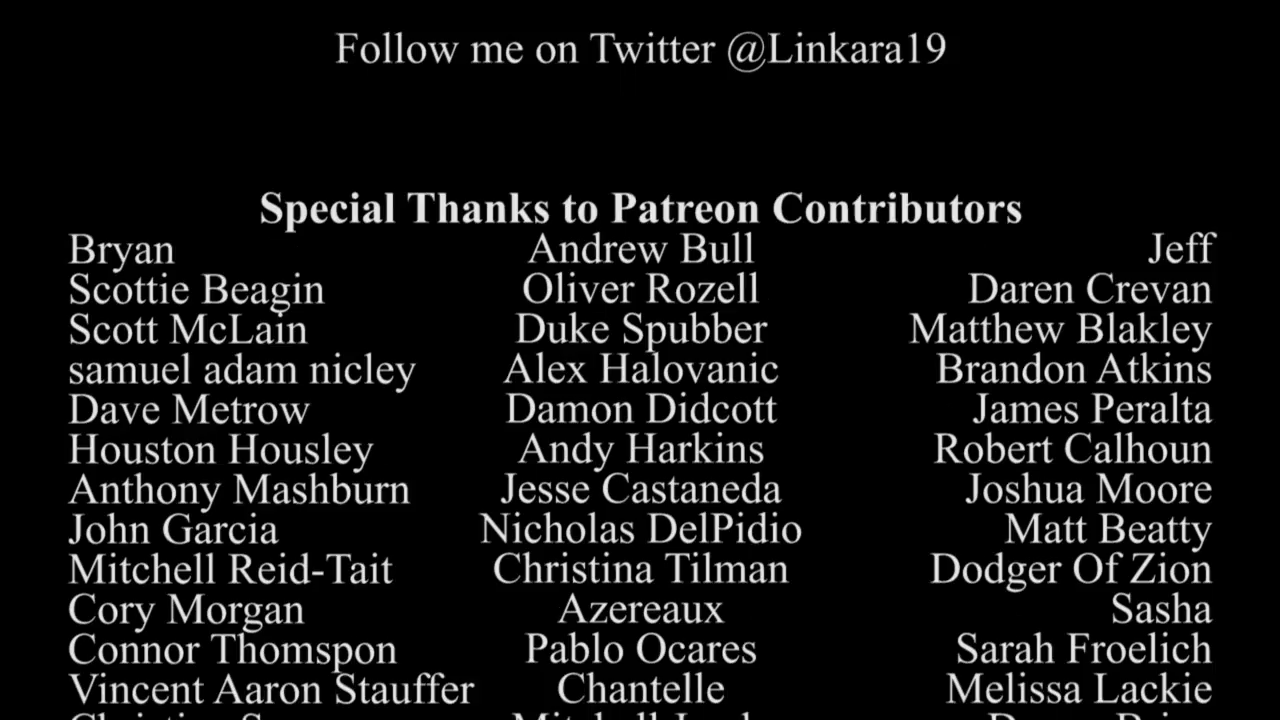 Follow me on Twitter @Linkara19
Special Thanks to Patreon Contributors
Bryan Andrew Bull Jeff
Scottie Beagin Oliver Rozell Daren Crevan
Scott McLain Duke Spubber Matthew Blakley
samuel adam nicley Alex Halovanic Brandon Atkins
Dave Metrow Damon Didcott James Peralta
Houston Housley Andy Harkins Robert Calhoun
Anthony Mashburn Jesse Castaneda Joshua Moore
John Garcia Nicholas DelPidio Matt Beatty
Mitchell Reid-Tait Christina Tilman Dodger Of Zion
Cory Morgan Azereaux Sasha
Connor Thomspon Pablo Ocares Sarah Froelich
Vincent Aaron Stauffer Chantelle Melissa Lackie